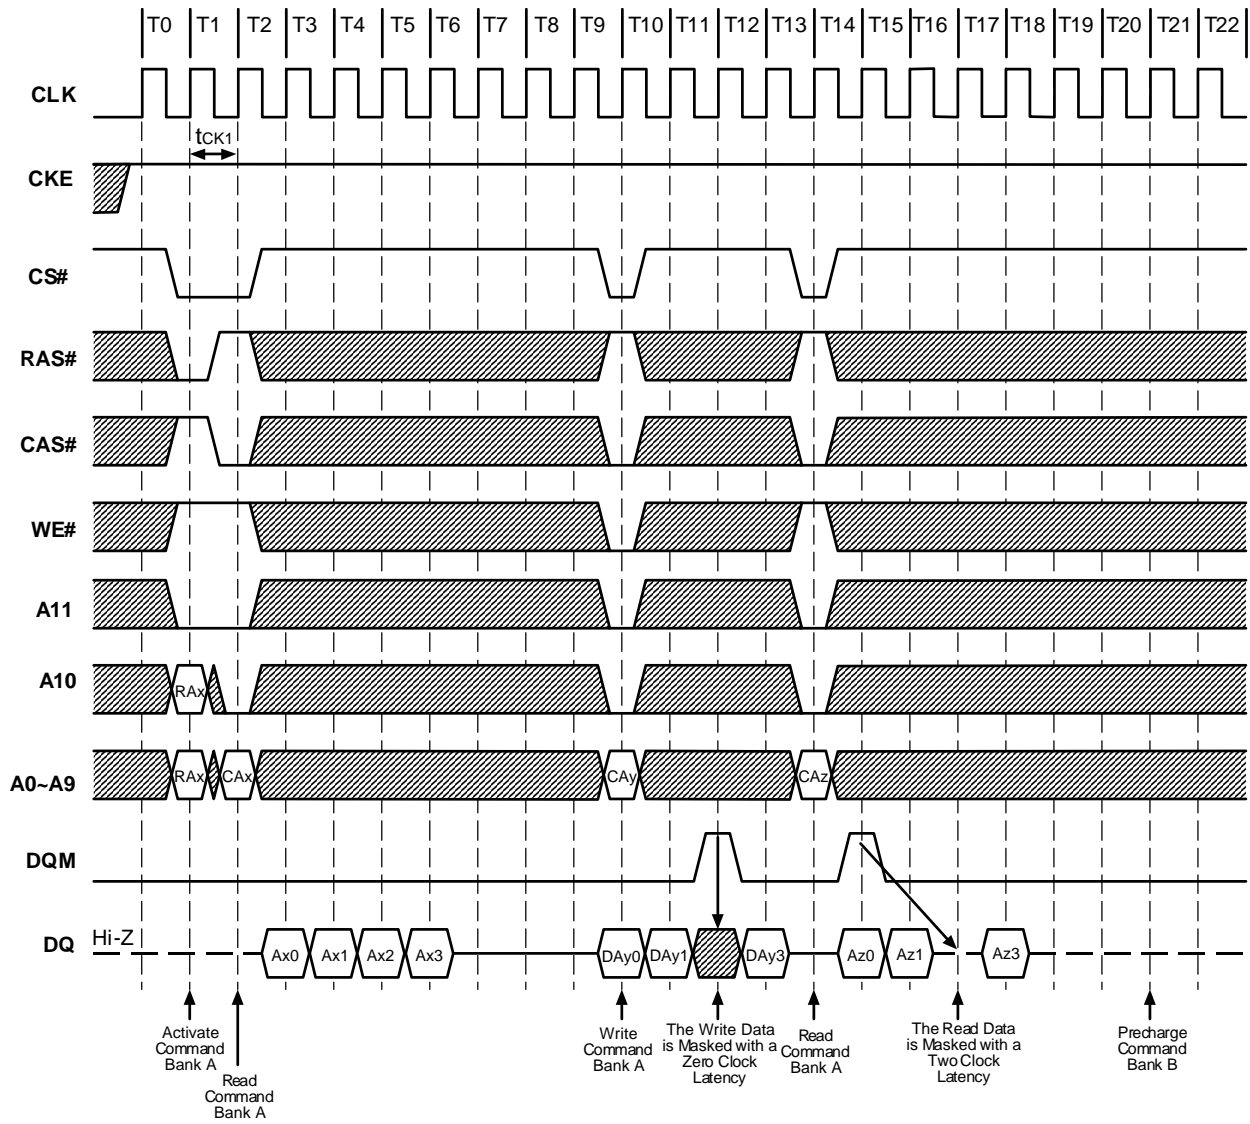 T0 T1 T2 T3 T4 T5 T6 T7 T8 T9 T10 T11 T12 T13 T14 T15 T16 T17 T18 T19 T20 T21 T22
CLK
tCK1
CKE
CS#
RAS#
CAS#
WE#
A11
A10
RAx
A0~A9
RAx CAx CAy CAz
DQM
DQ
Hi-Z
Ax0 Ax1 Ax2 Ax3 DAy0 DAy1 DAy3 Az0 Az1 Az3
Activate
Command
Bank A
Read
Command
Bank A
Write
Command
Bank A
The Write Data
is Masked with a
Zero Clock
Latency
Read
Command
Bank A
The Read Data
is Masked with a
Two Clock
Latency
Precharge
Command
Bank B